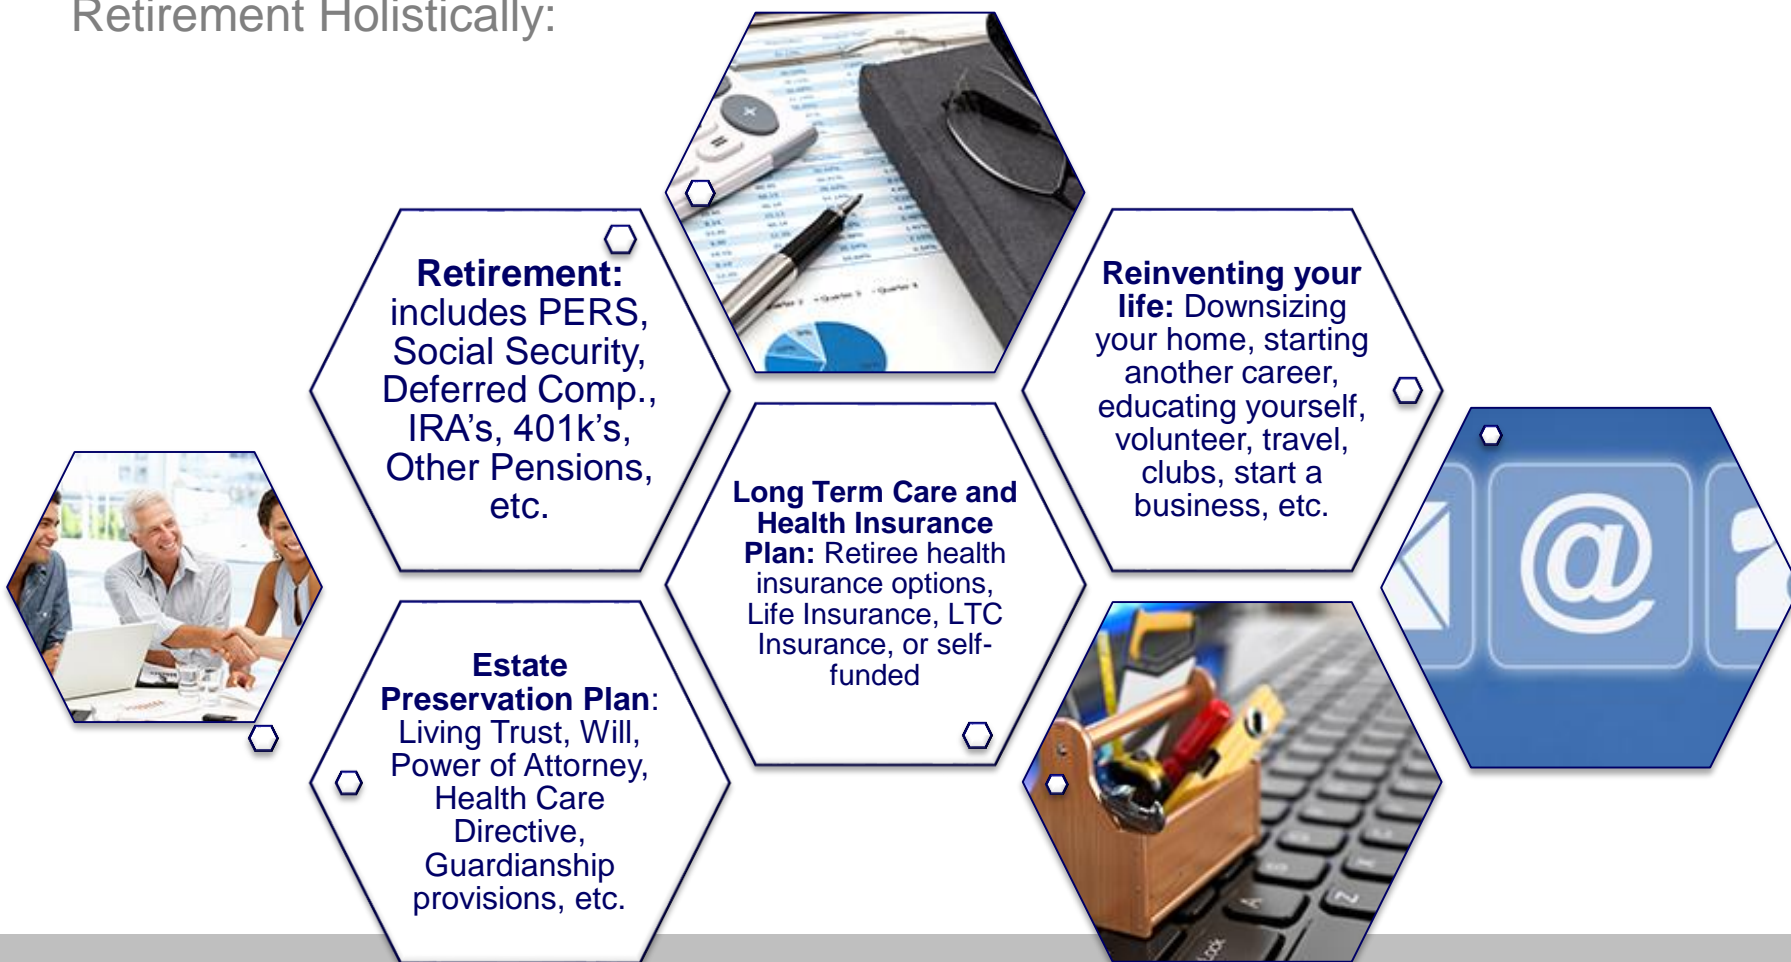 Retirement Holistically:
Retirement:
includes PERS,
Social Security,
Deferred Comp.,
IRA’s, 401k’s,
Other Pensions,
etc.
Reinventing your
life: Downsizing
your home, starting
another career,
educating yourself,
volunteer, travel,
clubs, start a
business, etc.
Long Term Care and
Health Insurance
Plan: Retiree health
insurance options,
Life Insurance, LTC
Insurance, or self-
funded
Estate
Preservation Plan:
Living Trust, Will,
Power of Attorney,
Health Care
Directive,
Guardianship
provisions, etc.
@